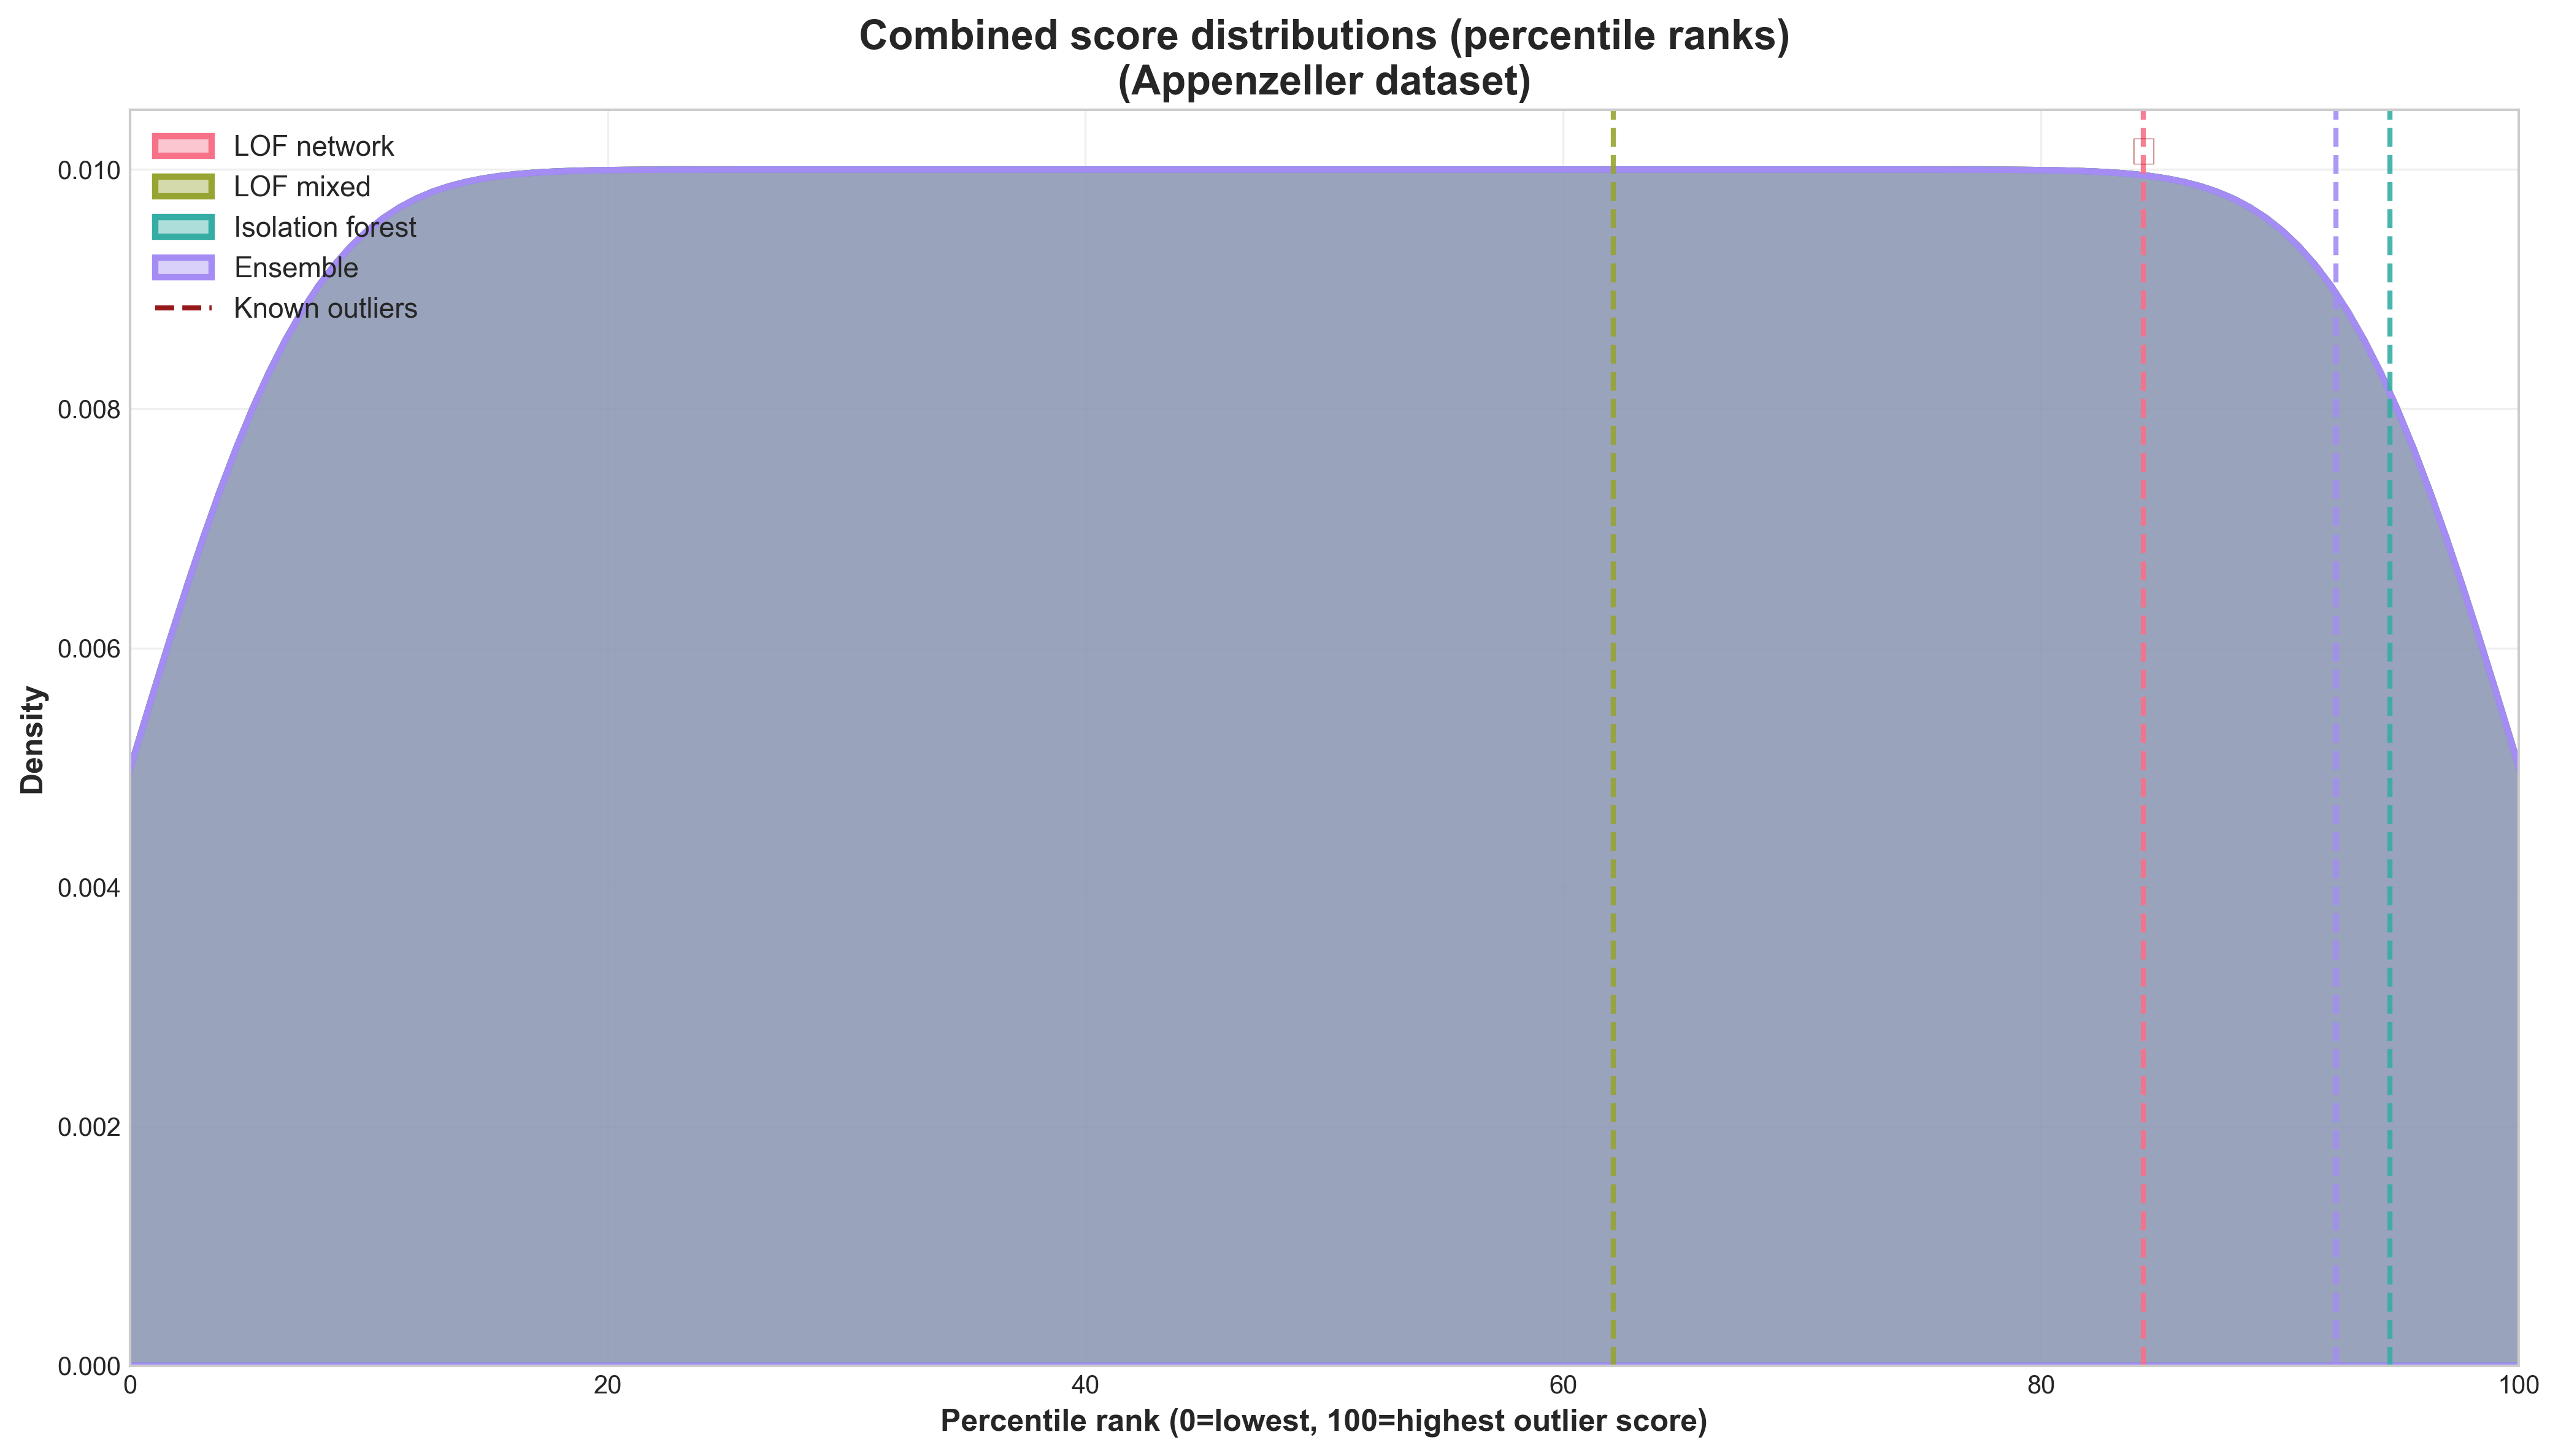 Combined score distributions (percentile ranks)
(Appenzeller dataset)
LOF network
LOF mixed
Isolation forest
Ensemble
Known outliers
0.010
0.008
0.006
0.004
0.002
0.000
Density
0 20 40 60 80 100
Percentile rank (0=lowest, 100=highest outlier score)